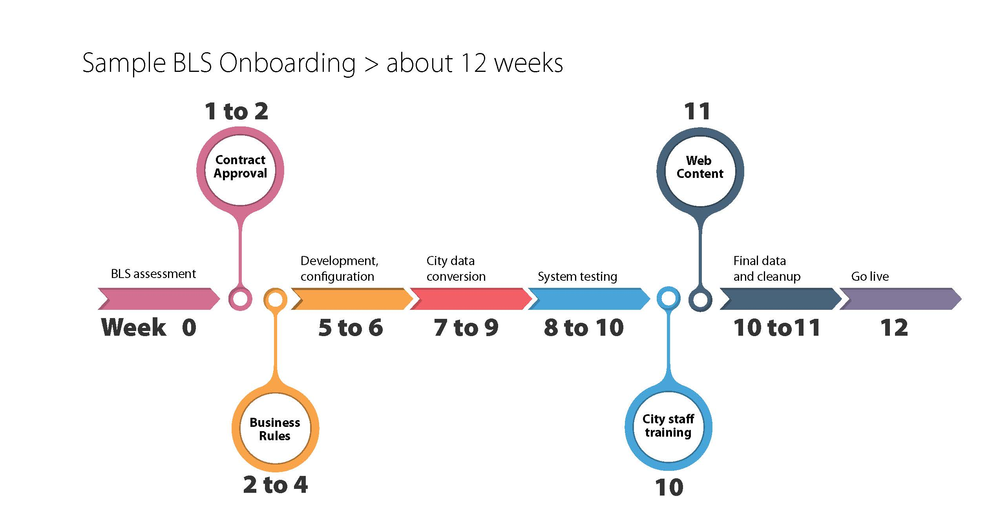 Sample BLS Onboarding > about 12 weeks
1 to 2
Contract
Approval
11
Web
Content
BLS assessment
Week 0
Development,
configuration
5 to 6
City data
conversion
7 to 9
System testing
8 to 10
Final data
and cleanup
10 to11
Go live
12
Business
Rules
2 to 4
City staff
training
10